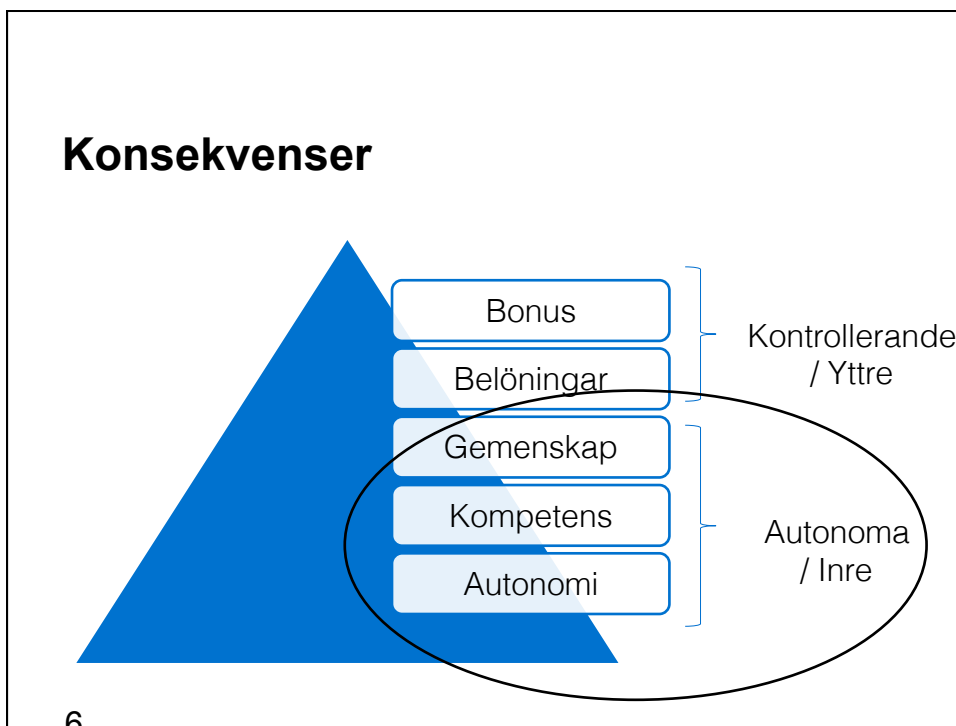 Konsekvenser
Bonus
Belöningar
Kontrollerande
/ Yttre
Gemenskap
Kompetens
Autonomi
Autonoma
/ Inre
6